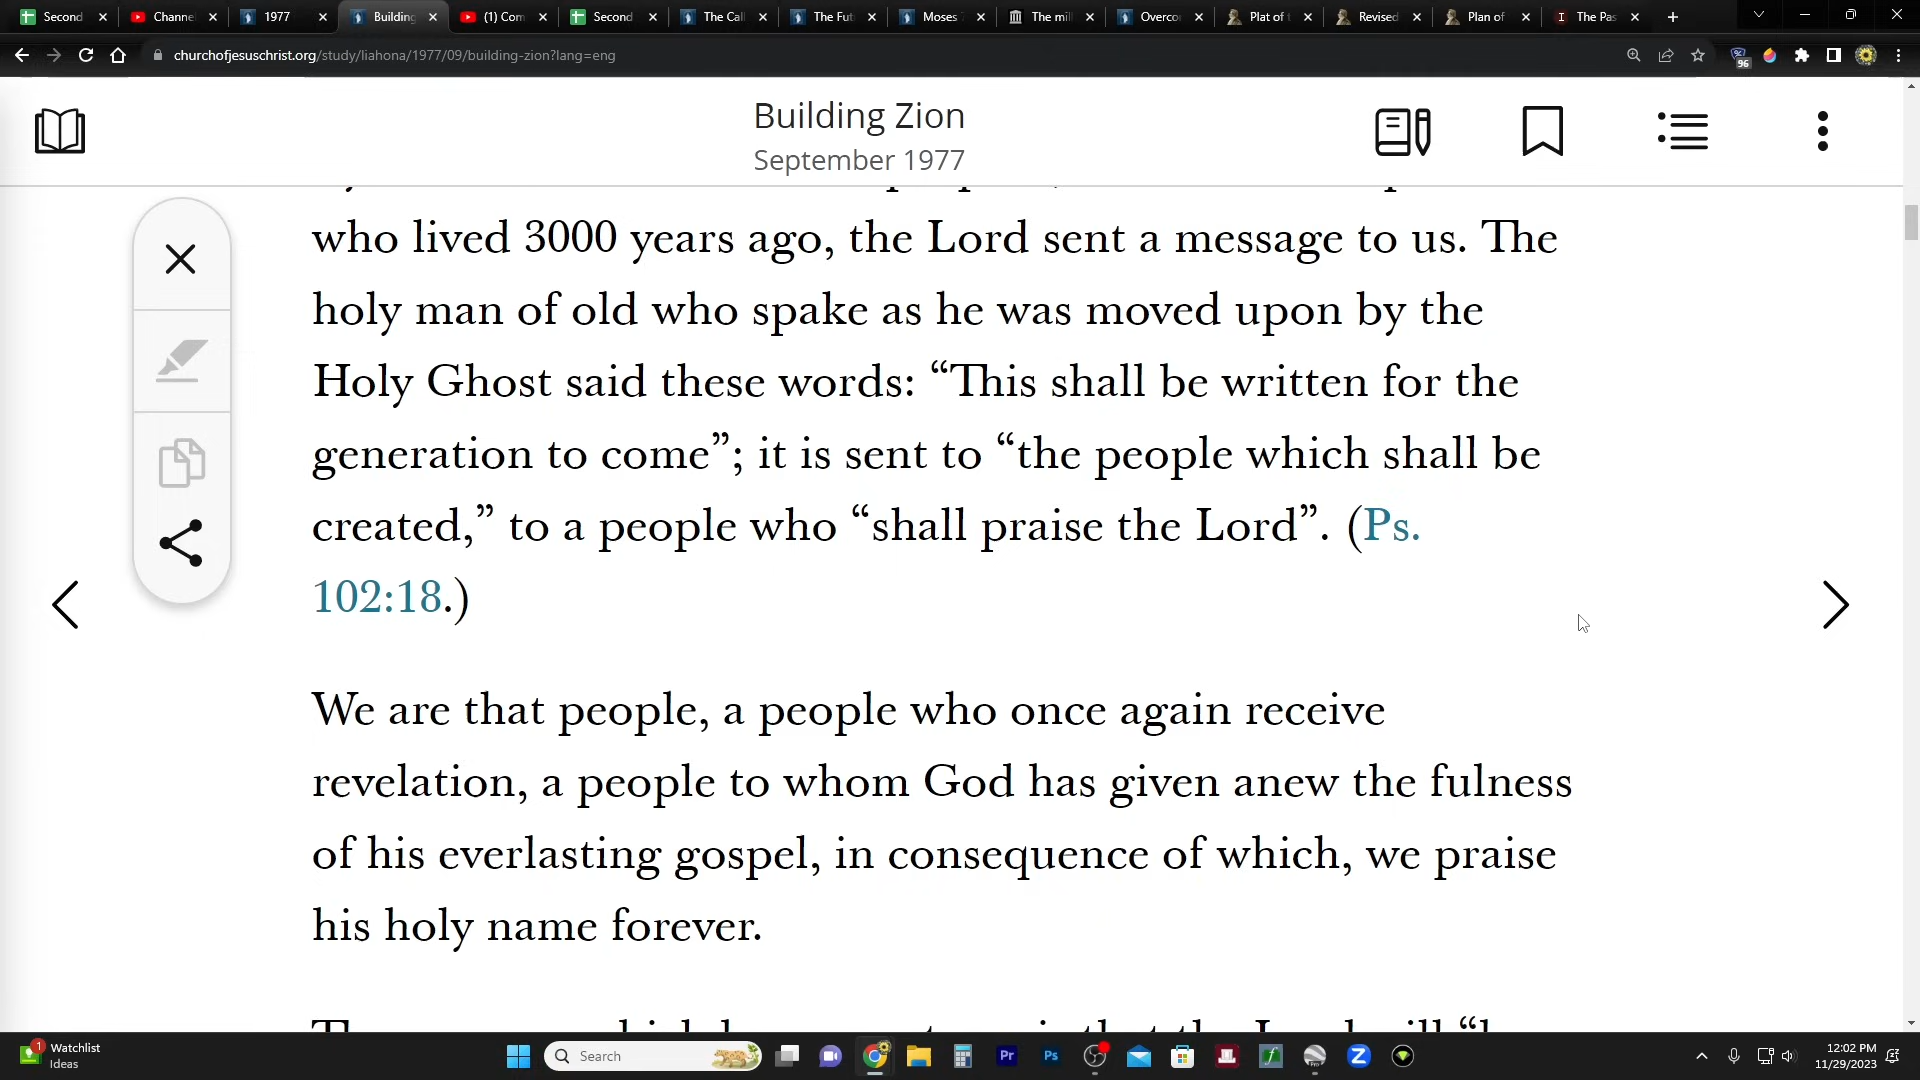 Second
Channe
1977
Building
(1) Com
Second
The Cal
The Fut
Moses
The mil
Overco
Plat of
Revised
Plan of
The Pas
churchofjesuschrist.org/study/liahona/1977/09/building-zion?lang=eng
96
Building Zion
September 1977
who lived 3000 years ago, the Lord sent a message to us. The
holy man of old who spake as he was moved upon by the
Holy Ghost said these words: “This shall be written for the
generation to come”; it is sent to “the people which shall be
created,” to a people who “shall praise the Lord”. (Ps.
102:18.)
We are that people, a people who once again receive
revelation, a people to whom God has given anew the fulness
of his everlasting gospel, in consequence of which, we praise
his holy name forever.
1
Watchlist
Ideas
Search
Pr
Ps
12:02 PM
11/29/2023